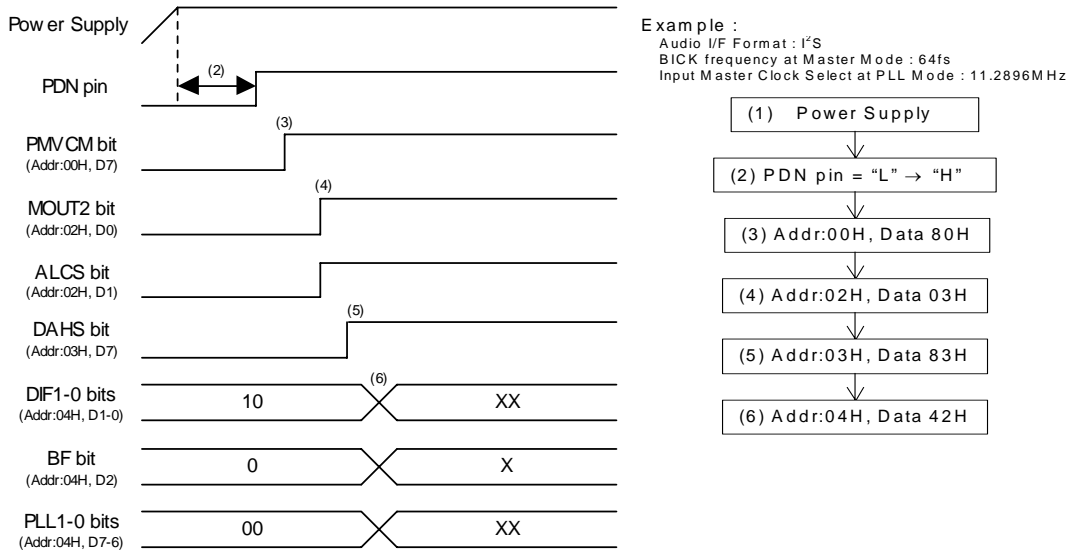 Power Supply
PDN pin
(2)
PMVCM bit
(Addr:00H, D7)
(3)
MOUT2 bit
(Addr:02H, D0)
(4)
ALCS bit
(Addr:02H, D1)
DAHS bit
(Addr:03H, D7)
(5)
DIF1-0 bits
(Addr:04H, D1-0)
10
(6)
XX
BF bit
(Addr:04H, D2)
0
X
PLL1-0 bits
(Addr:04H, D7-6)
00
XX
Example :
Audio I/F Format : I²S
BICK frequency at Master Mode : 64fs
Input Master Clock Select at PLL Mode : 11.2896MHz
(1) Power Supply
(2) PDN pin = “L” → “H”
(3) Addr:00H, Data 80H
(4) Addr:02H, Data 03H
(5) Addr:03H, Data 83H
(6) Addr:04H, Data 42H